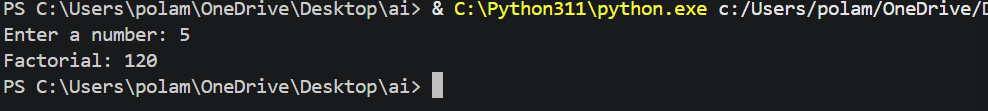 PS C:\Users\polam\OneDrive\Desktop\ai> & C:\Python311\python.exe c:/Users/polam/OneDrive/D
Enter a number: 5
Factorial: 120
PS C:\Users\polam\OneDrive\Desktop\ai>